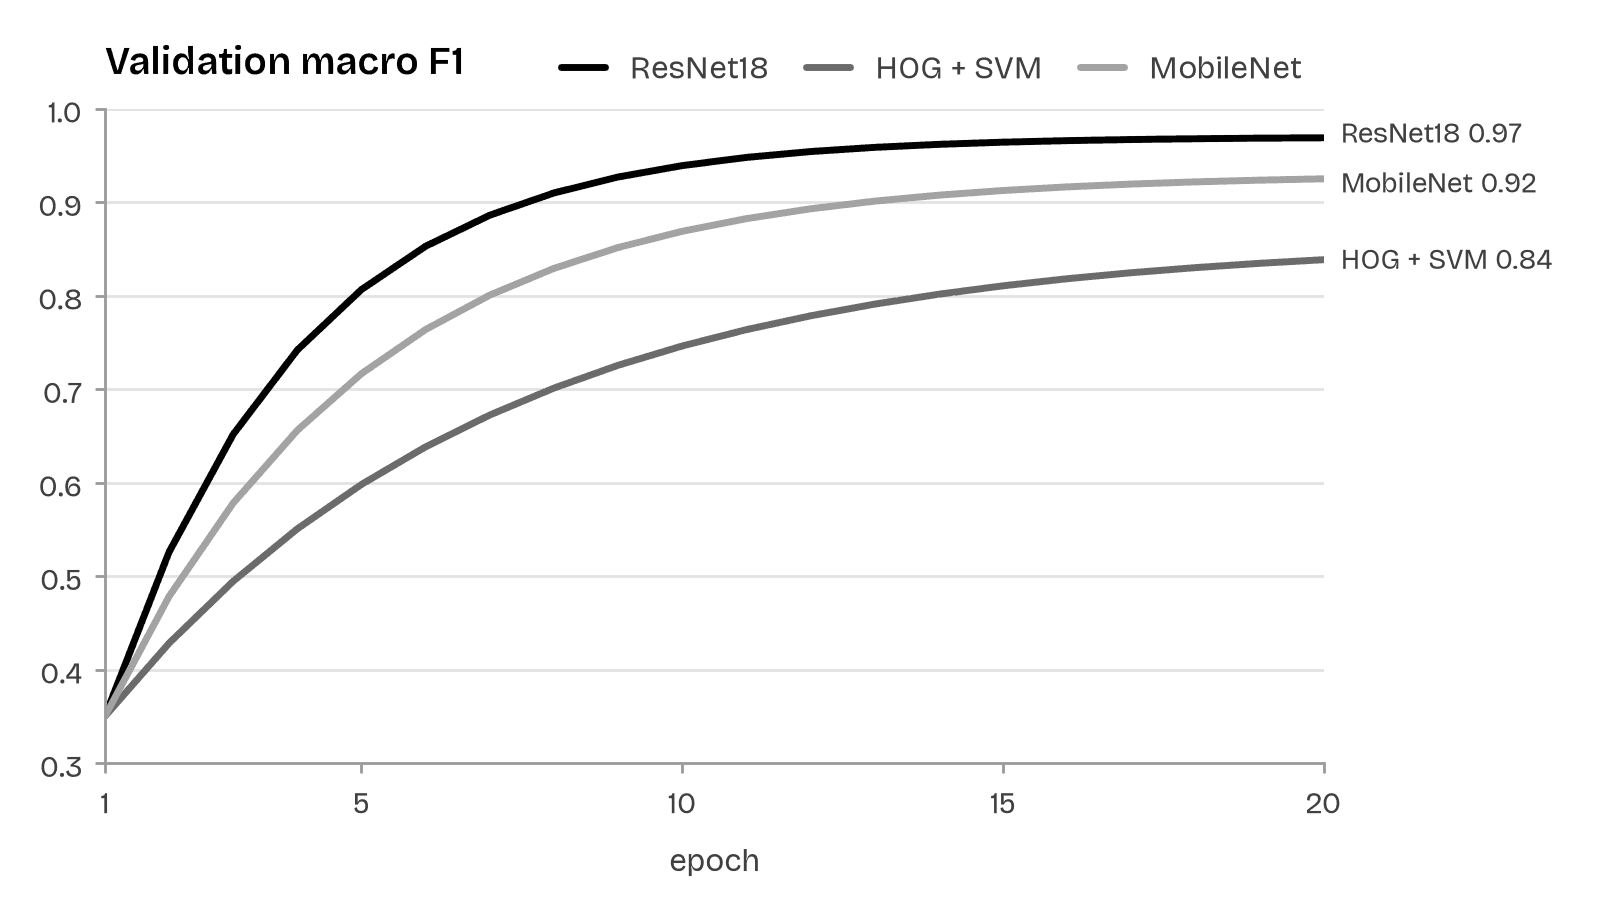 Validation macro F1
ResNet18 HOG + SVM MobileNet
1.0
0.9
0.8
0.7
0.6
0.5
0.4
0.3
ResNet18 0.97
MobileNet 0.92
HOG + SVM 0.84
1 5 10 15 20
epoch